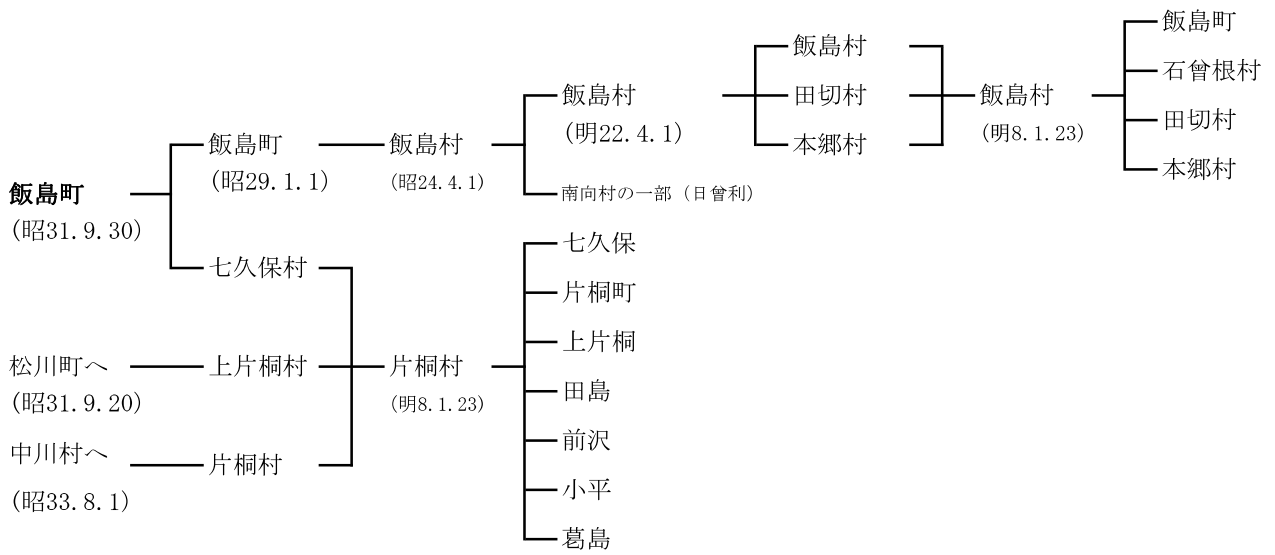 飯島町
(昭31.9.30)
飯島町
(昭29.1.1)
飯島村
(昭24.4.1)
飯島村
(明22.4.1)
南向村の一部（日曾利）
飯島村
田切村
本郷村
飯島村
(明8.1.23)
飯島町
石曾根村
田切村
本郷村
七久保村
松川町へ
(昭31.9.20)
上片桐村
中川村へ
(昭33.8.1)
片桐村
片桐村
(明8.1.23)
七久保
片桐町
上片桐
田島
前沢
小平
葛島